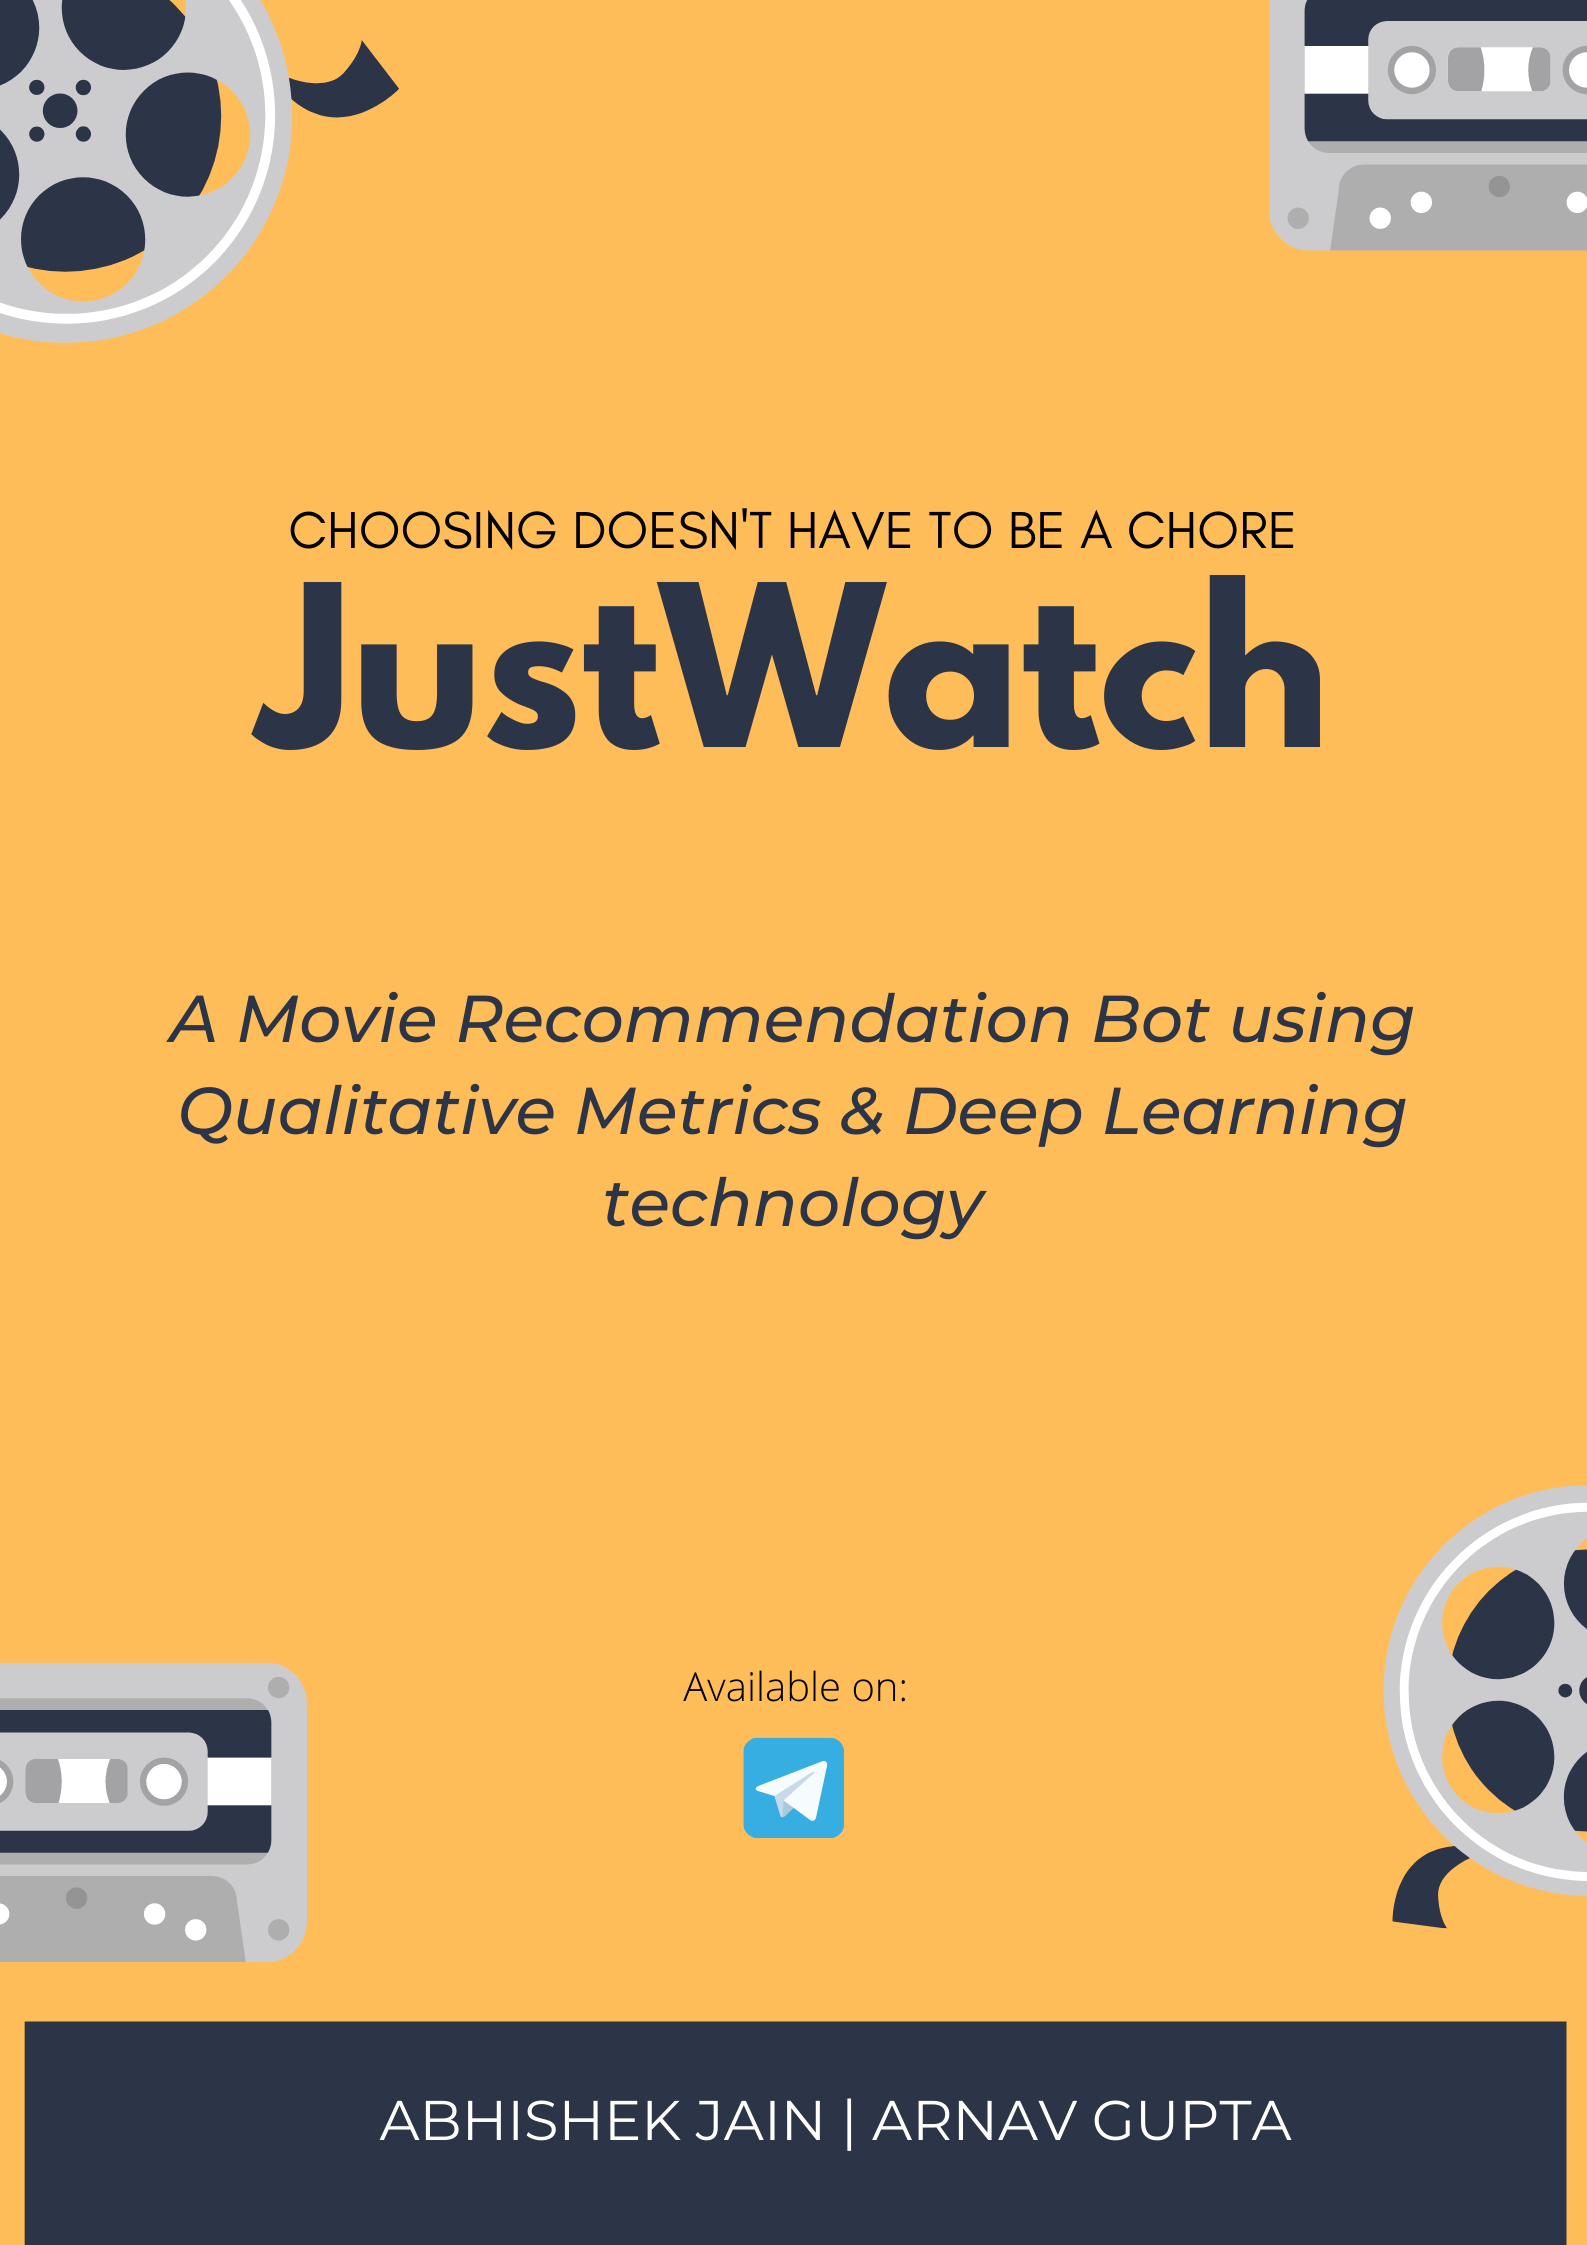 CHOOSING DOESN'T HAVE TO BE A CHORE
JustWatch
A Movie Recommendation Bot using
Qualitative Metrics & Deep Learning
technology
Available on:
ABHISHEK JAIN | ARNAV GUPTA